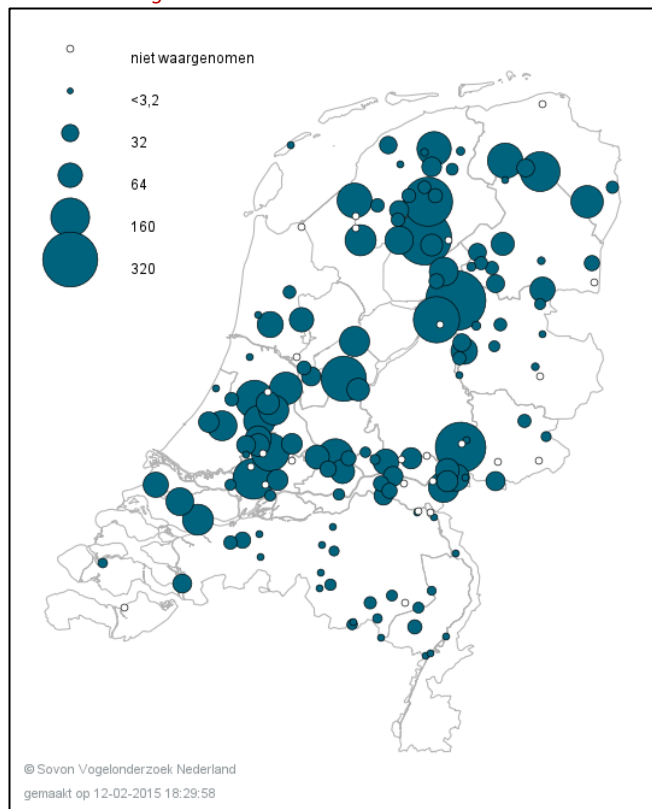 niet waargenomen
<3,2
32
64
160
320
© Sovon Vogelonderzoek Nederland
gemaakt op 12-02-2015 18:29:58